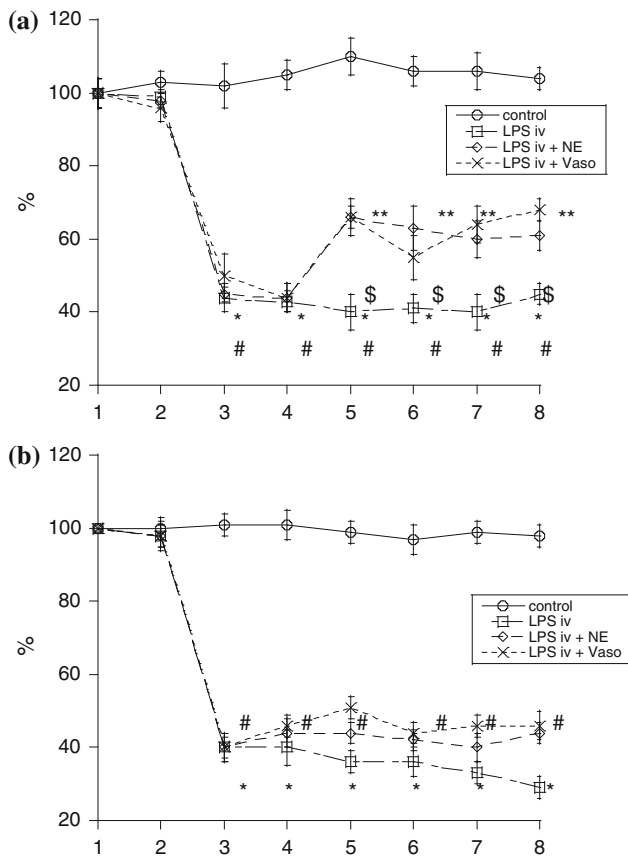 (a)
120
100
80
60
40
20
%
control
LPS iv
LPS iv + NE
LPS iv + Vaso
** ** ** **
$ $ $ $
* * * * * *
# # # # # #
1 2 3 4 5 6 7 8
(b)
120
100
80
60
40
20
%
control
LPS iv
LPS iv + NE
LPS iv + Vaso
# # # # # #
* * * * * *
1 2 3 4 5 6 7 8